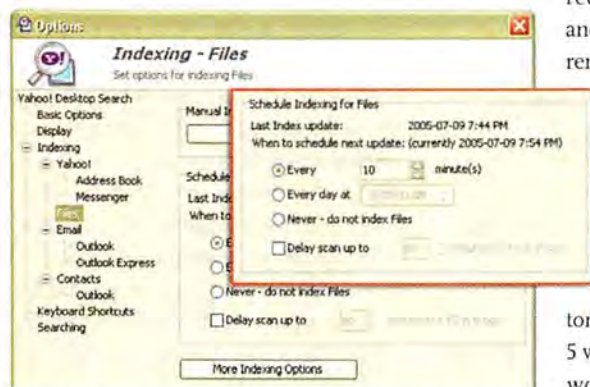 Options
Y!
Indexing - Files
Set options for indexing Files
Yahoo! Desktop Search
Basic Options
Display
Indexing
Yahoo!
Address Book
Messenger
Files
Email
Outlook
Outlook Express
Contacts
Outlook
Keyboard Shortcuts
Searching
Manual I
Schedule
Last Inde
When to
E
E
Never - do not index Files
Delay scan up to
More Indexing Options
Schedule Indexing for Files
Last Index update: 2005-07-09 7:44 PM
When to schedule next update: (currently 2005-07-09 7:54 PM)
Every 10 minute(s)
Every day at
Never - do not index Files
Delay scan up to
and
rem
tor
5 w